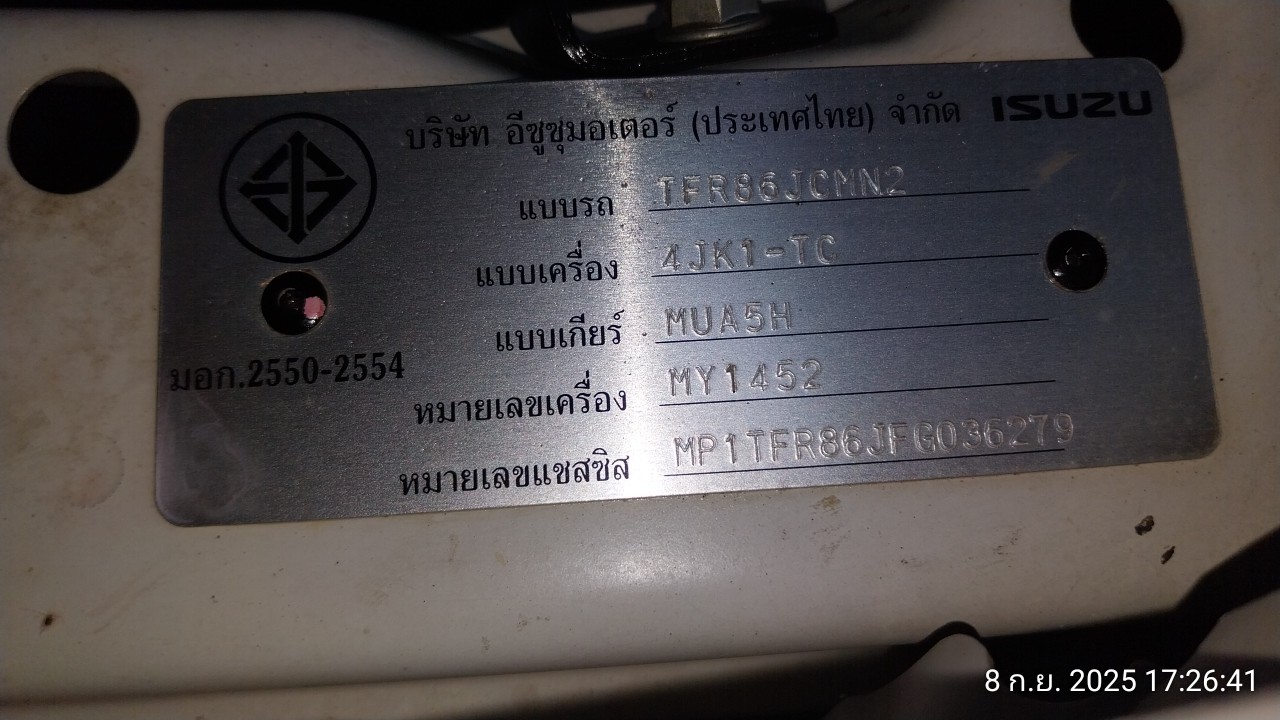 บริษัท อีซูซุมอเตอร์ (ประเทศไทย) จำกัด ISUZU
แบบรถ TFR86JCMN2
แบบเครื่อง 4JK1-TC
แบบเกียร์ MUA5H
มอก.2550-2554
หมายเลขเครื่อง MY1452
หมายเลขแชสซิส MP1TFR86JFG036279
8 ก.ย. 2025 17:26:41